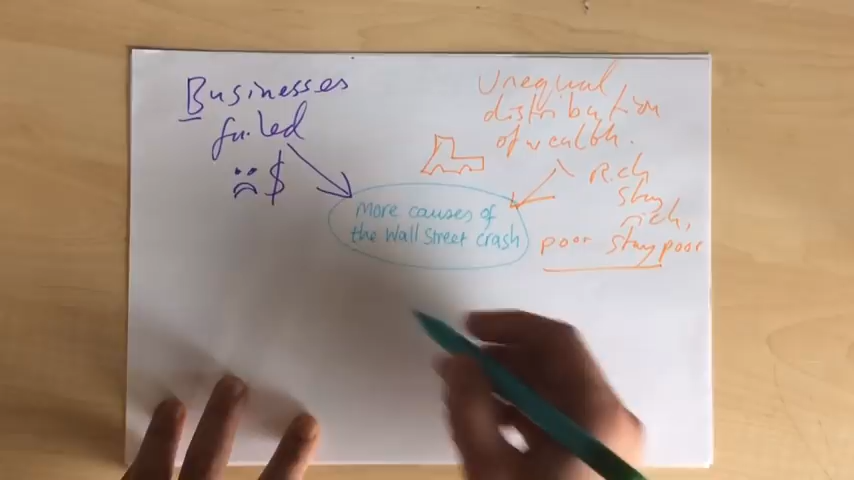 Businesses
failed
$
Unequal
distribution
of wealth.
Rich
stay
rich,
poor stay poor
More causes of
the Wall Street crash